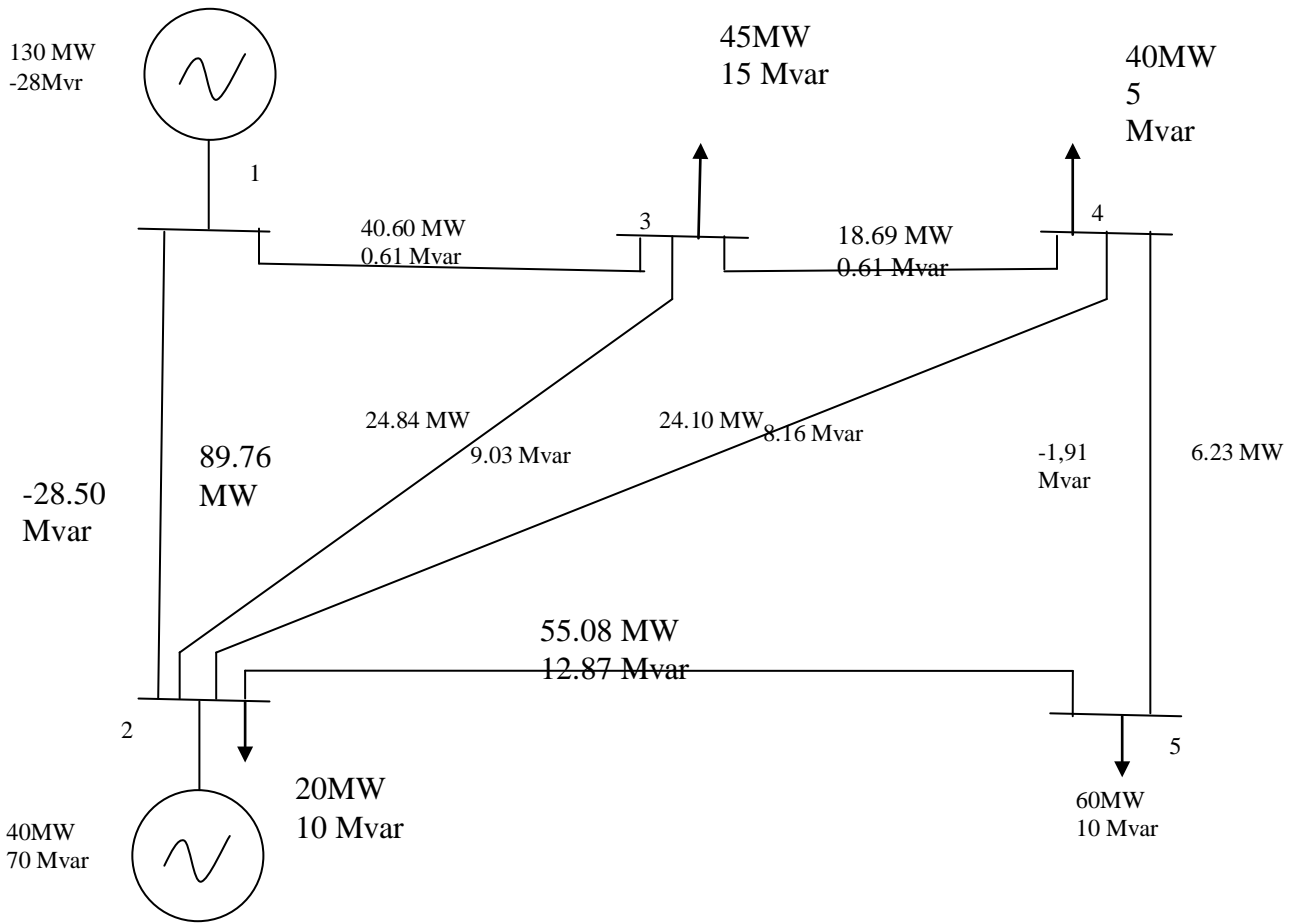 130 MW
-28Mvr
1
45MW
15 Mvar
40MW
5
Mvar
40.60 MW
0.61 Mvar
3
18.69 MW
0.61 Mvar
4
89.76
MW
-28.50
Mvar
24.84 MW
9.03 Mvar
24.10 MW
8.16 Mvar
-1,91
Mvar
6.23 MW
55.08 MW
12.87 Mvar
2
5
20MW
10 Mvar
60MW
10 Mvar
40MW
70 Mvar